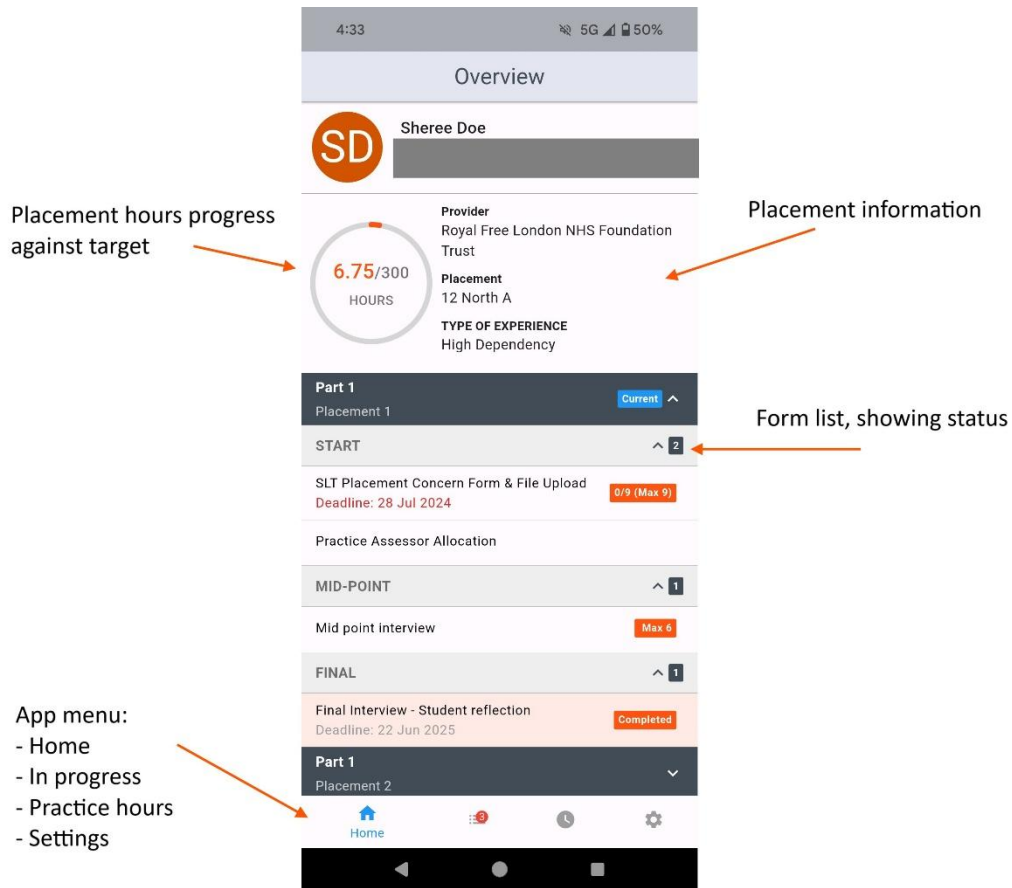 4:33 5G 50%
Overview
SD
Sheree Doe
Placement hours progress
against target
6.75/300
HOURS
Provider
Royal Free London NHS Foundation
Trust
Placement
12 North A
TYPE OF EXPERIENCE
High Dependency
Placement information
Part 1
Placement 1
Current
Form list, showing status
START
2
SLT Placement Concern Form & File Upload
Deadline: 28 Jul 2024
0/9 (Max 9)
Practice Assessor Allocation
MID-POINT
1
Mid point interview
Max 6
FINAL
1
Final Interview - Student reflection
Deadline: 22 Jun 2025
Completed
Part 1
Placement 2
App menu:
- Home
- In progress
- Practice hours
- Settings
Home
3